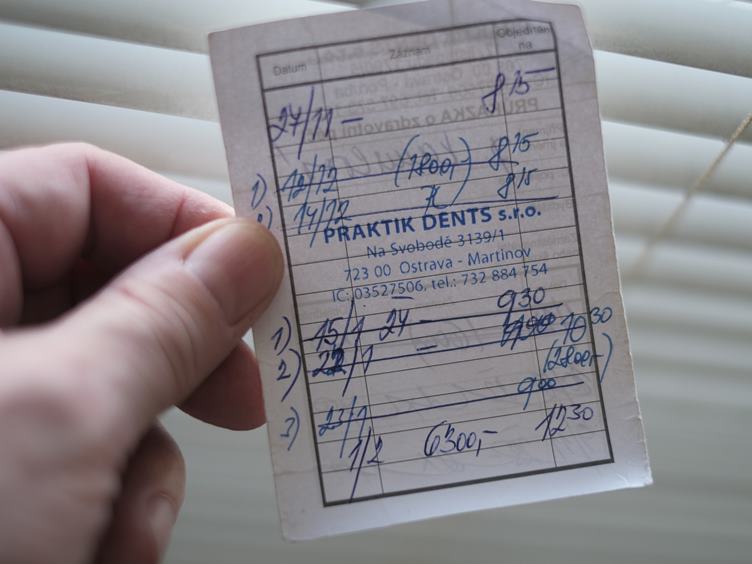 Datum Záznam Objednán na
27/11 — 8 15
1) 12/12 (1800,-) 8 15
14/12 8 15
PRAKTIK DENTS s.r.o.
Na Svobodě 3139/1
723 00 Ostrava - Martinov
IČ: 03527506, tel.: 732 884 754
1) 15/1 24 — 9 30
2) 22/1 — 10 30
(2800,-)
3) 23/1 9 00
1/2 6300,- 12 30